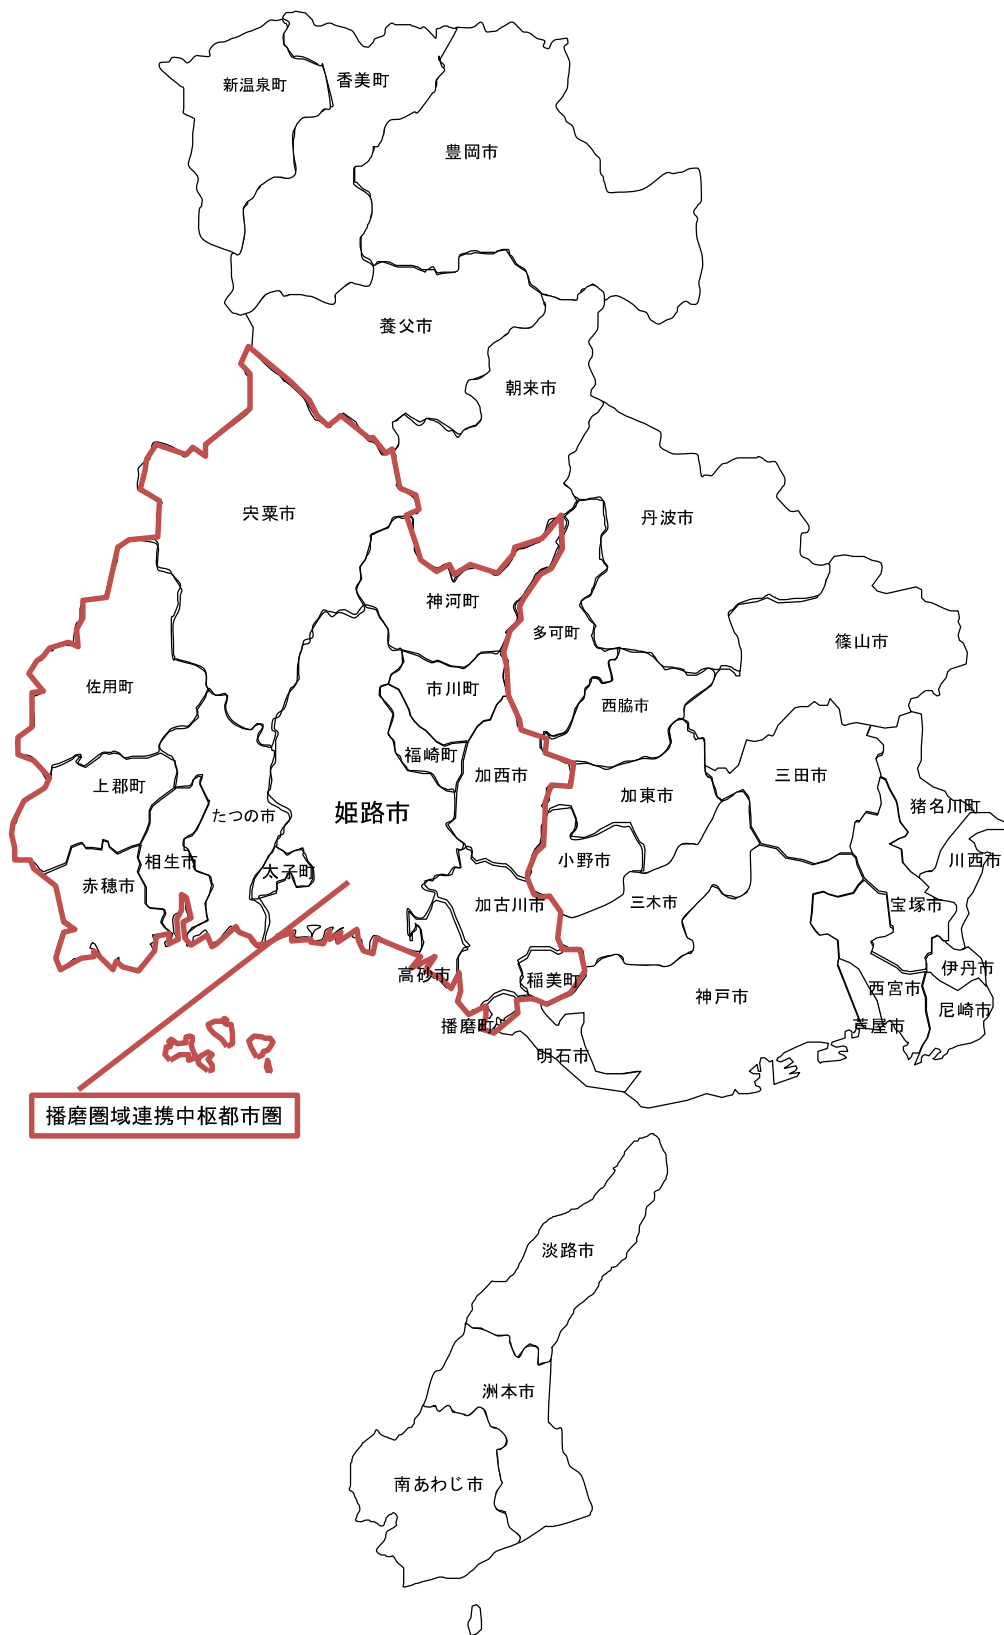 新温泉町
香美町
豊岡市
養父市
朝来市
宍粟市
丹波市
神河町
多可町
篠山市
佐用町
市川町
西脇市
福崎町
加西市
三田市
上郡町
加東市
猪名川町
たつの市
姫路市
相生市
太子町
小野市
川西市
赤穂市
加古川市
三木市
宝塚市
高砂市
稲美町
伊丹市
西宮市
神戸市
尼崎市
播磨町
芦屋市
明石市
播磨圏域連携中枢都市圏
淡路市
洲本市
南あわじ市